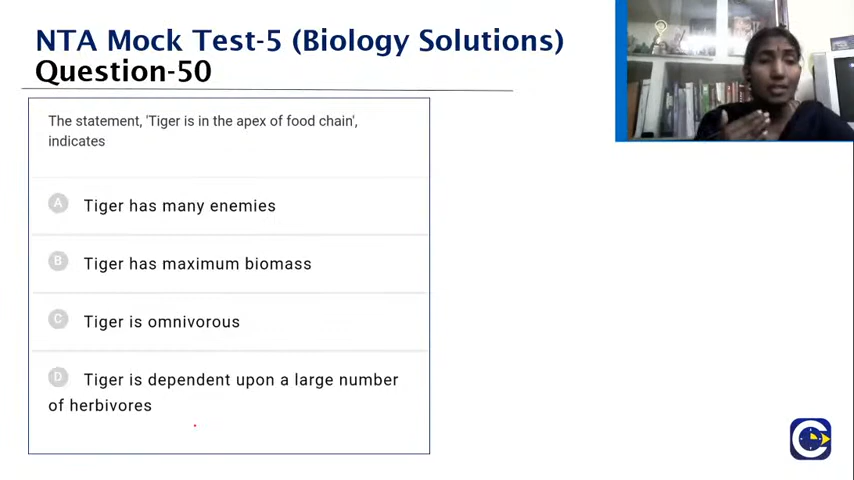 NTA Mock Test-5 (Biology Solutions)
Question-50
The statement, 'Tiger is in the apex of food chain',
indicates
A Tiger has many enemies
B Tiger has maximum biomass
C Tiger is omnivorous
D Tiger is dependent upon a large number
of herbivores